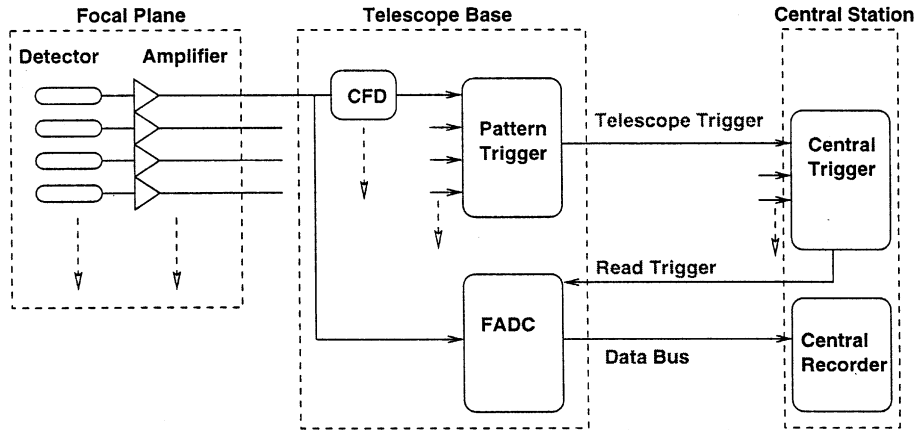 Focal Plane
Telescope Base
Central Station
Detector
Amplifier
CFD
Pattern
Trigger
Telescope Trigger
Central
Trigger
Read Trigger
FADC
Data Bus
Central
Recorder